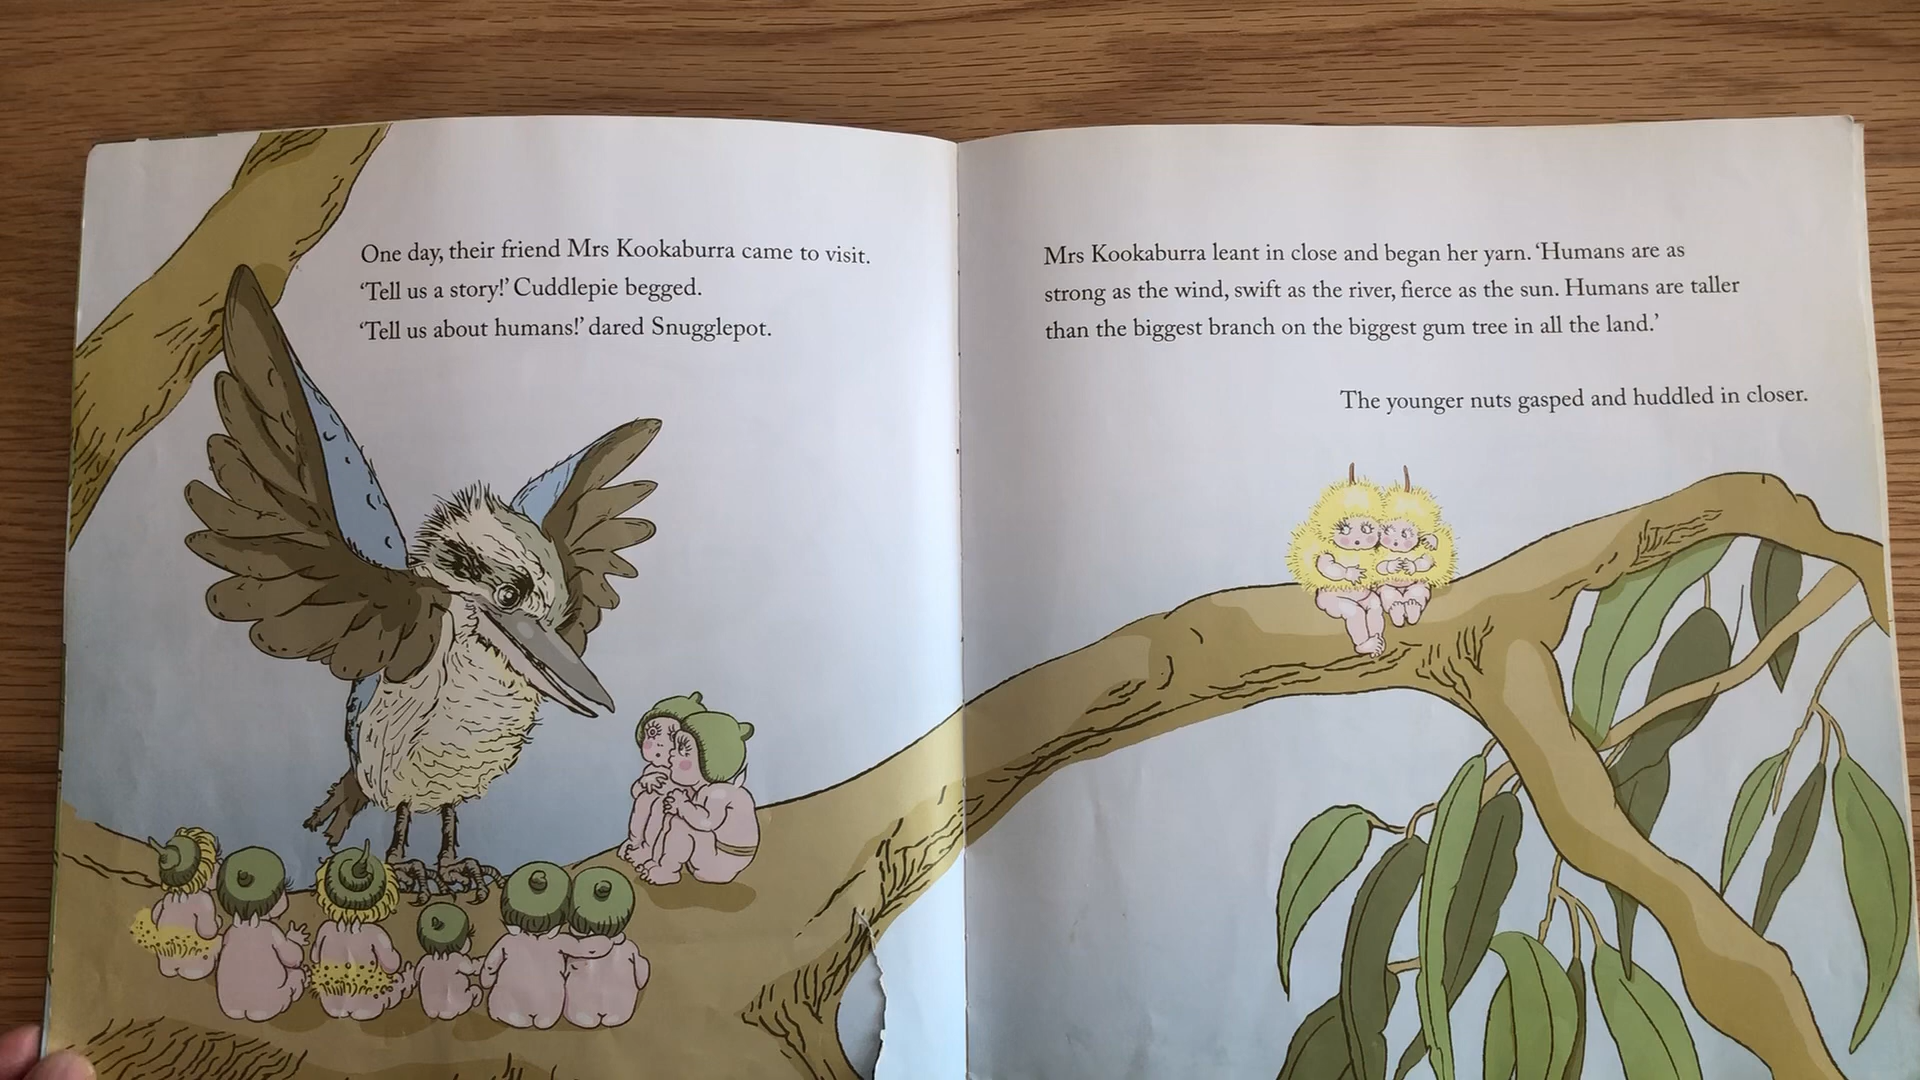 One day, their friend Mrs Kookaburra came to visit.
‘Tell us a story!’ Cuddlepie begged.
‘Tell us about humans!’ dared Snugglepot.
Mrs Kookaburra leant in close and began her yarn. ‘Humans are as
strong as the wind, swift as the river, fierce as the sun. Humans are taller
than the biggest branch on the biggest gum tree in all the land.’
The younger nuts gasped and huddled in closer.